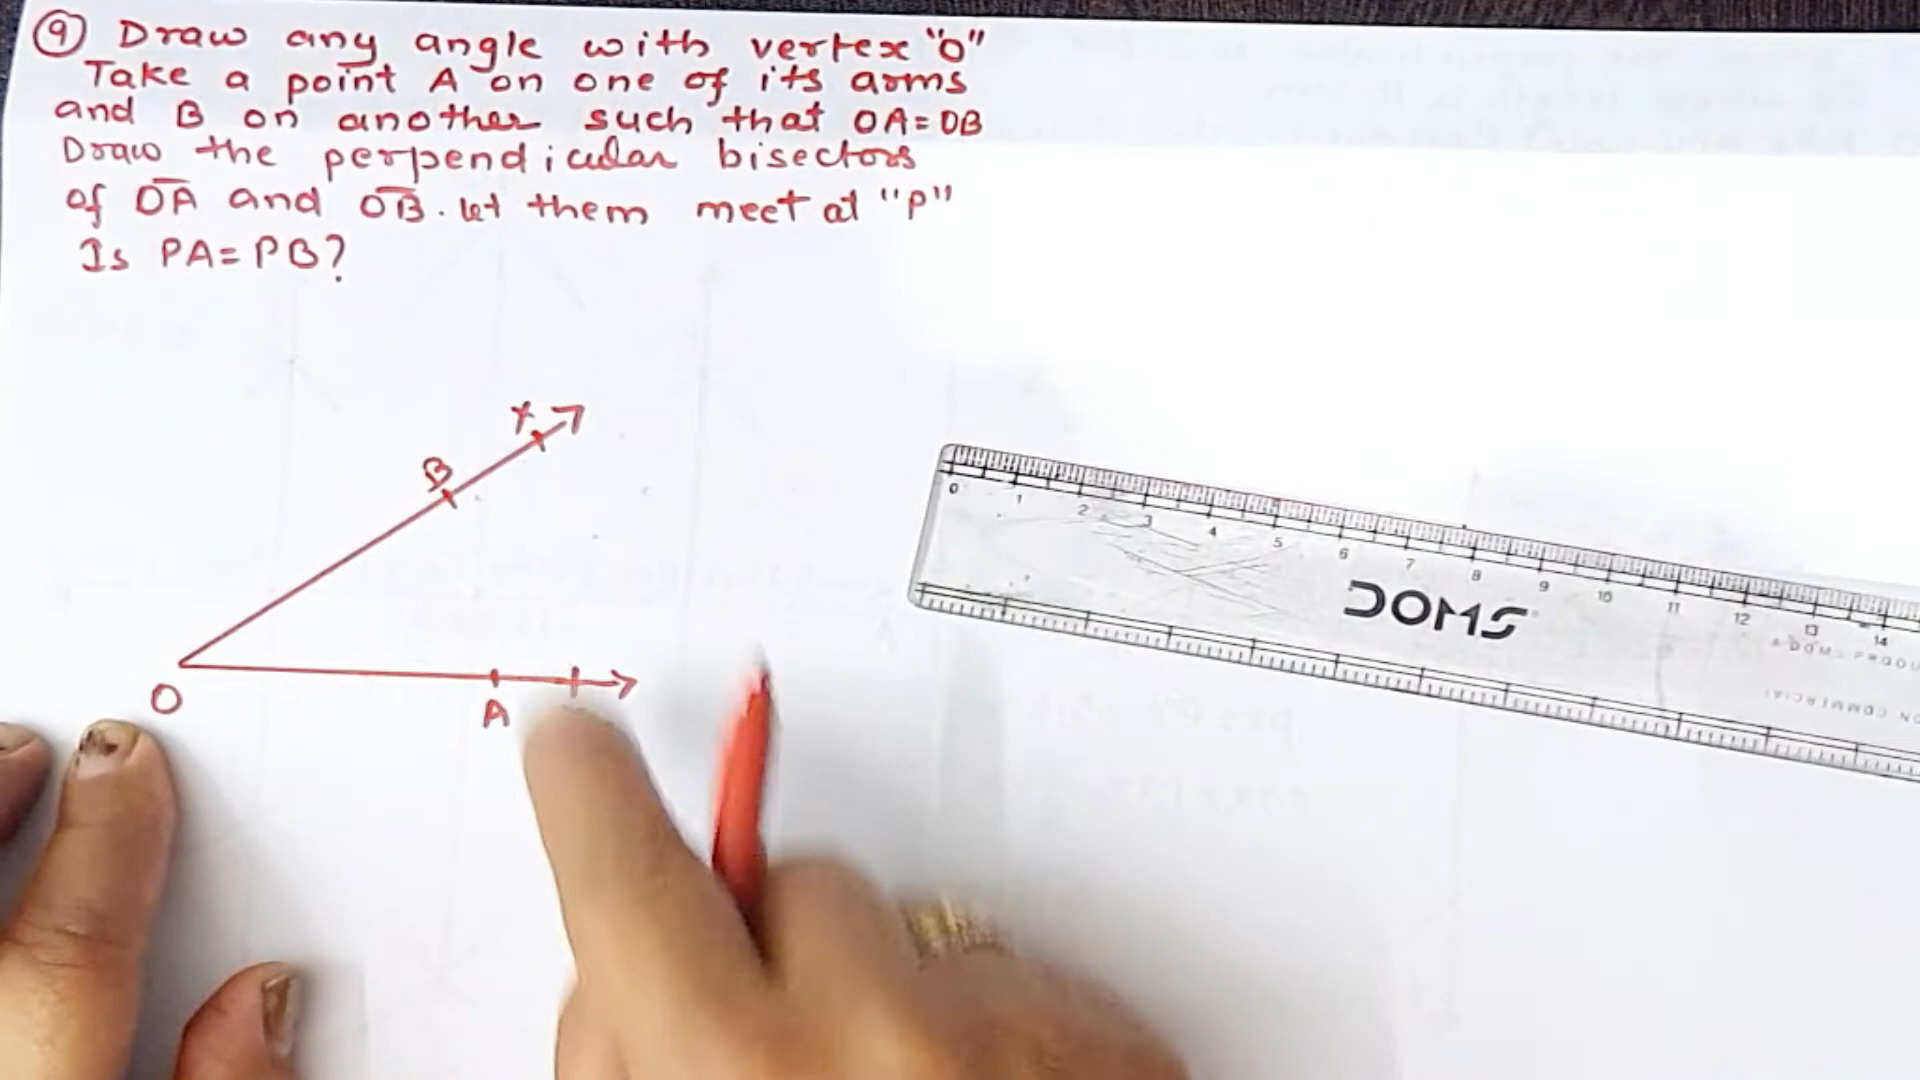 9 Draw any angle with vertex "O"
Take a point A on one of its arms
and B on another such that OA=OB
Draw the perpendicular bisectors
of OA and OB. let them meet at "P"
Is PA=PB?
B
O
A
0 1 2 3 4 5 6 7 8 9 10 11 12 13 14
DOMS